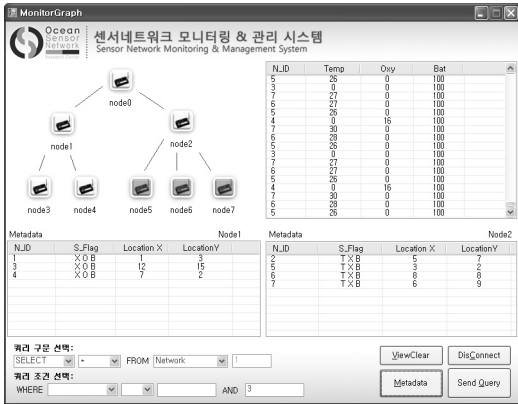 MonitorGraph
Ocean
Sensor
Network
센서네트워크 모니터링 & 관리 시스템
Sensor Network Monitoring & Management System
node0
node1
node2
node3 node4 node5 node6 node7
N_ID Temp Oxy Bat
5 26 0 100
3 0 0 100
7 27 0 100
6 27 0 100
5 26 0 100
4 0 16 100
7 30 0 100
6 28 0 100
5 26 0 100
3 0 0 100
7 27 0 100
6 27 0 100
5 26 0 100
4 0 16 100
7 30 0 100
6 28 0 100
5 26 0 100
Metadata Node1
N_ID S_Flag Location X LocationY
1 X O B 1 3
3 X O B 12 15
4 X O B 7 2
Metadata Node2
N_ID S_Flag Location X LocationY
2 T X B 5 7
5 T X B 3 2
6 T X B 8 8
7 T X B 6 9
쿼리 구문 선택:
SELECT * FROM Network 1
쿼리 조건 선택:
WHERE AND 3
ViewClear DisConnect
Metadata Send Query